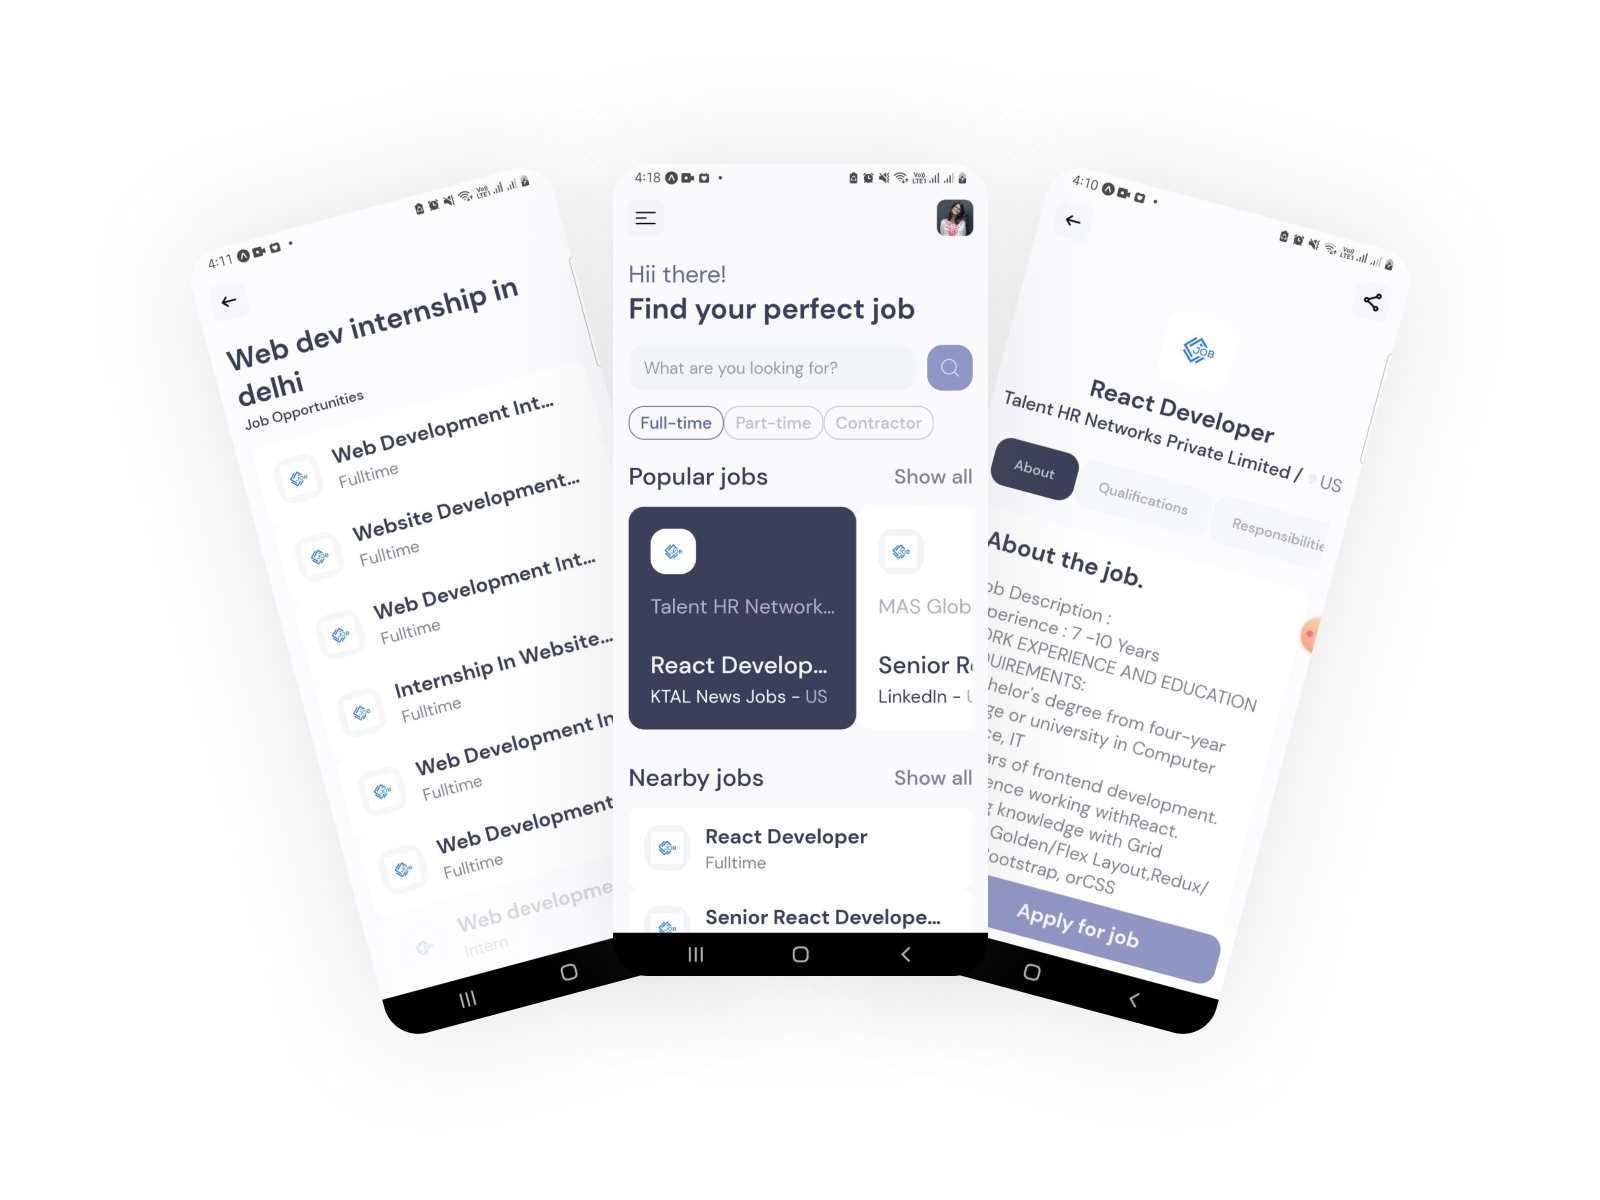 4:11
Web dev internship in
delhi
Job Opportunities
Web Development Int...
Fulltime
Website Development...
Fulltime
Web Development Int...
Fulltime
Internship In Website...
Fulltime
Web Development In
Fulltime
Web Development
Fulltime
Web developme
Intern
4:18
Hii there!
Find your perfect job
What are you looking for?
Full-time
Part-time
Contractor
Popular jobs
Show all
JOB
Talent HR Network...
React Develop...
KTAL News Jobs - US
JOB
MAS Glob
Senior Re
LinkedIn - U
Nearby jobs
Show all
React Developer
Fulltime
Senior React Develope...
4:10
JOB
React Developer
Talent HR Networks Private Limited / US
About
Qualifications
Responsibilitie
About the job.
ob Description :
perience : 7 -10 Years
ORK EXPERIENCE AND EDUCATION
QUIREMENTS:
helor's degree from four-year
ge or university in Computer
ce, IT
ars of frontend development.
ence working withReact.
g knowledge with Grid
Golden/Flex Layout,Redux/
ootstrap, orCSS
Apply for job